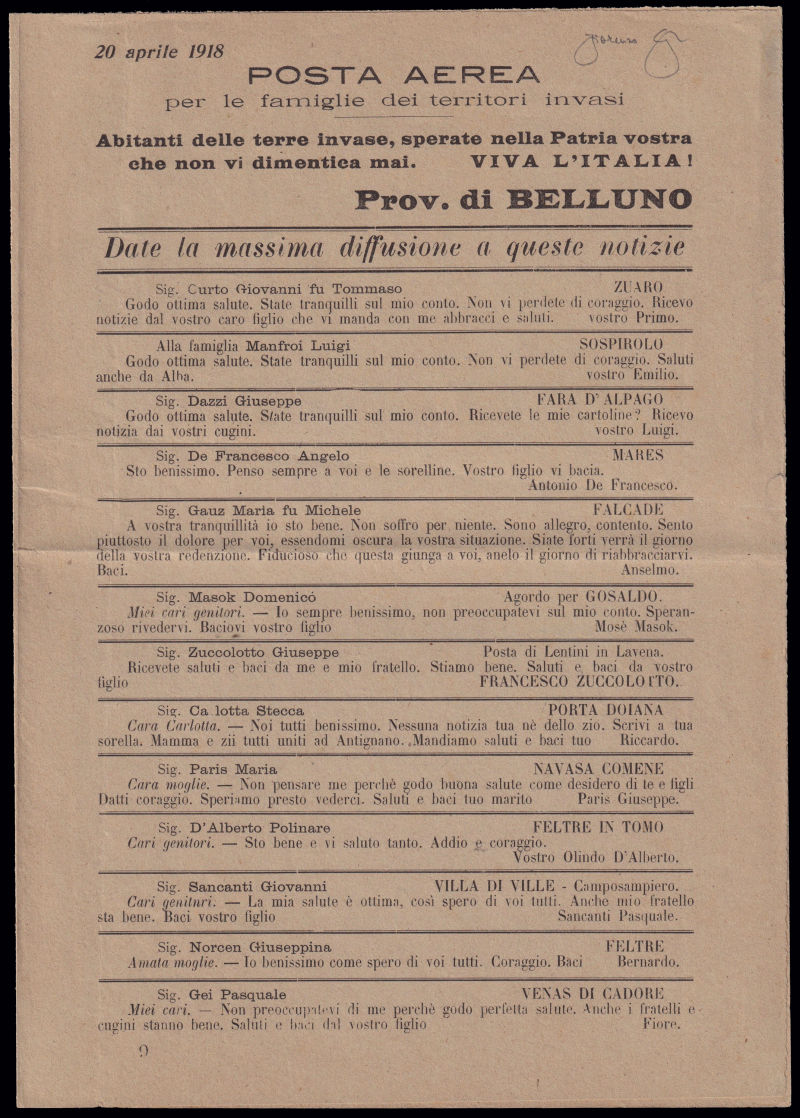 20 aprile 1918
POSTA AEREA
per le famiglie dei territori invasi
Abitanti delle terre invase, sperate nella Patria vostra
che non vi dimentica mai. VIVA L'ITALIA!
Prov. di BELLUNO
Date la massima diffusione a queste notizie
Sig. Curto Giovanni fu Tommaso ZUARO
Godo ottima salute. State tranquilli sul mio conto. Non vi perdete di coraggio. Ricevo
notizie dal vostro caro figlio che vi manda con me abbracci e saluti. vostro Primo.
Alla famiglia Manfroi Luigi SOSPIROLO
Godo ottima salute. State tranquilli sul mio conto. Non vi perdete di coraggio. Saluti
anche da Alba. vostro Emilio.
Sig. Dazzi Giuseppe FARA D'ALPAGO
Godo ottima salute. State tranquilli sul mio conto. Ricevete le mie cartoline? Ricevo
notizia dai vostri cugini. vostro Luigi.
Sig. De Francesco Angelo MARES
Sto benissimo. Penso sempre a voi e le sorelline. Vostro figlio vi bacia.
Antonio De Francesco.
Sig. Gauz Maria fu Michele FALCADE
A vostra tranquillità io sto bene. Non soffro per niente. Sono allegro, contento. Sento
piuttosto il dolore per voi, essendomi oscura la vostra situazione. Siate forti verrà il giorno
della vostra redenzione. Fiducioso che questa giunga a voi, anelo il giorno di riabbracciarvi.
Baci. Anselmo.
Sig. Masok Domenicó Agordo per GOSALDO.
Miei cari genitori. — Io sempre benissimo, non preoccupatevi sul mio conto. Speran-
zoso rivedervi. Baciovi vostro figlio Mosè Masok.
Sig. Zuccolotto Giuseppe Posta di Lentini in Lavena.
Ricevete saluti e baci da me e mio fratello. Stiamo bene. Saluti e baci da vostro
figlio FRANCESCO ZUCCOLOTTO.
Sig. Ca lotta Stecca PORTA DOIANA
Cara Carlotta. — Noi tutti benissimo. Nessuna notizia tua nè dello zio. Scrivi a tua
sorella. Mamma e zii tutti uniti ad Antignano. Mandiamo saluti e baci tuo Riccardo.
Sig. Paris Maria NAVASA COMENE
Cara moglie. — Non pensare me perchè godo buona salute come desidero di te e figli
Datti coraggio. Speriamo presto vederci. Saluti e baci tuo marito Paris Giuseppe.
Sig. D'Alberto Polinare FELTRE IN TOMO
Cari genitori. — Sto bene e vi saluto tanto. Addio e coraggio.
Vostro Olindo D'Alberto.
Sig. Sancanti Giovanni VILLA DI VILLE - Camposampiero.
Cari genitnri. — La mia salute è ottima, così spero di voi tutti. Anche mio fratello
sta bene. Baci vostro figlio Sancanti Pasquale.
Sig. Norcen Giuseppina FELTRE
Amata moglie. — Io benissimo come spero di voi tutti. Coraggio. Baci Bernardo.
Sig. Gei Pasquale VENAS DI CADORE
Miei cari. — Non preoccupatevi di me perchè godo perfetta salute. Anche i fratelli e
cugini stanno bene. Saluti e baci dal vostro figlio Fiore.